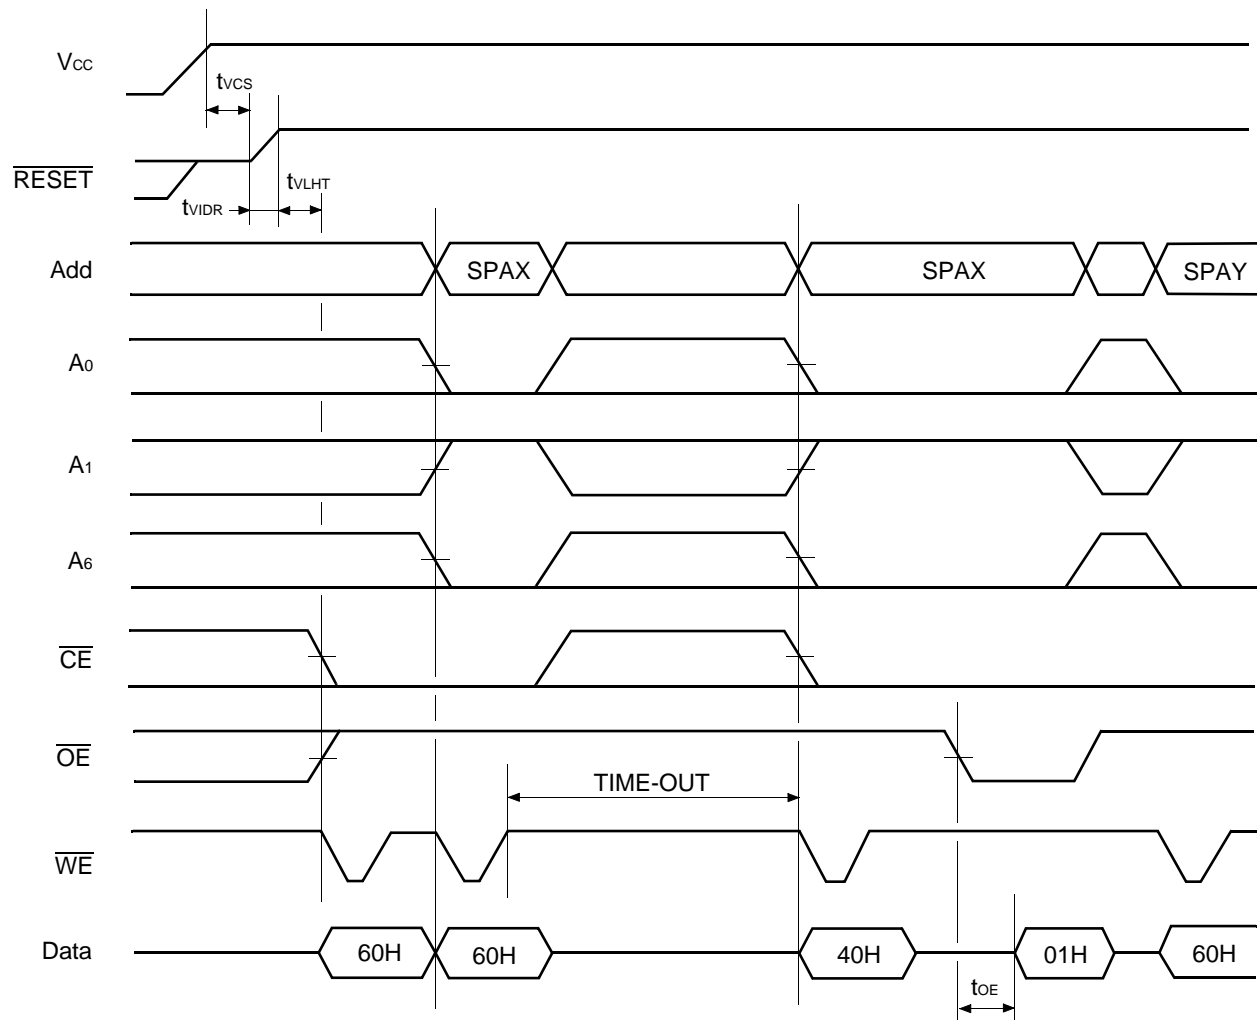 VCC
tVCS
RESET
tVLHT
tVIDR
Add
SPAX
SPAX
SPAY
A0
A1
A6
CE
OE
TIME-OUT
WE
Data
60H
60H
40H
01H
60H
tOE